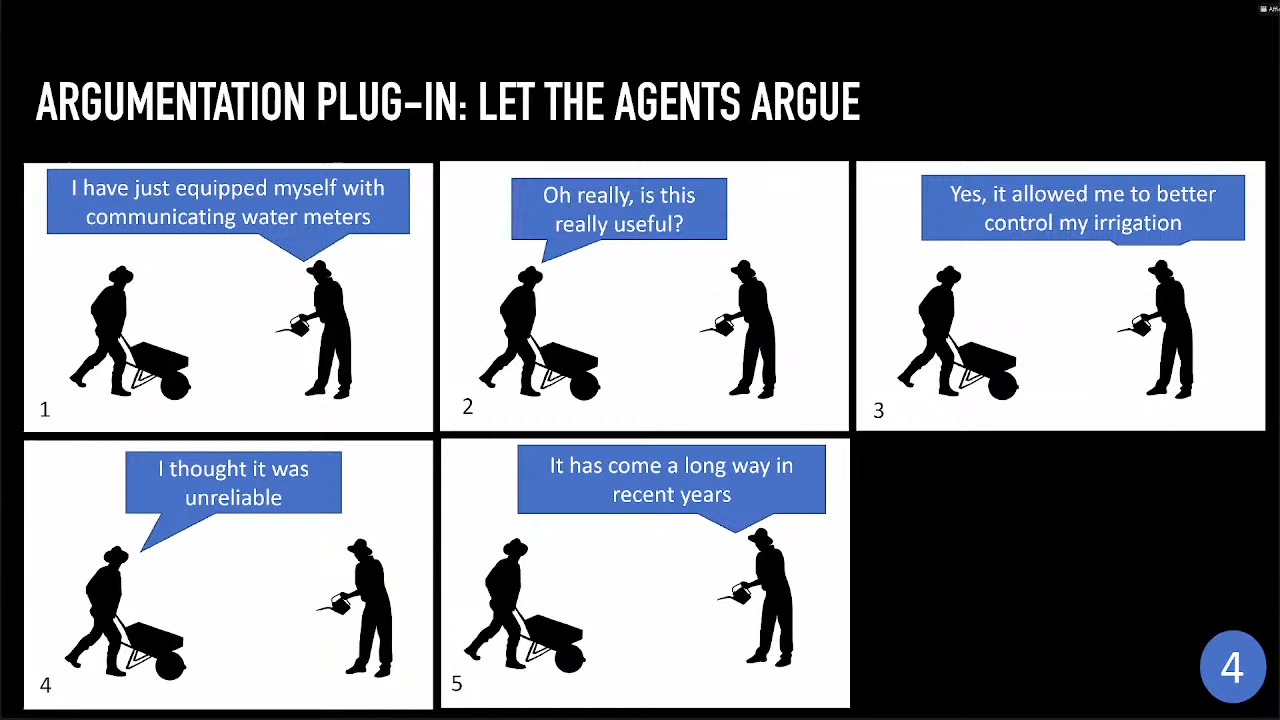 ARGUMENTATION PLUG-IN: LET THE AGENTS ARGUE
I have just equipped myself with
communicating water meters
1
Oh really, is this
really useful?
2
Yes, it allowed me to better
control my irrigation
3
I thought it was
unreliable
4
It has come a long way in
recent years
5
4